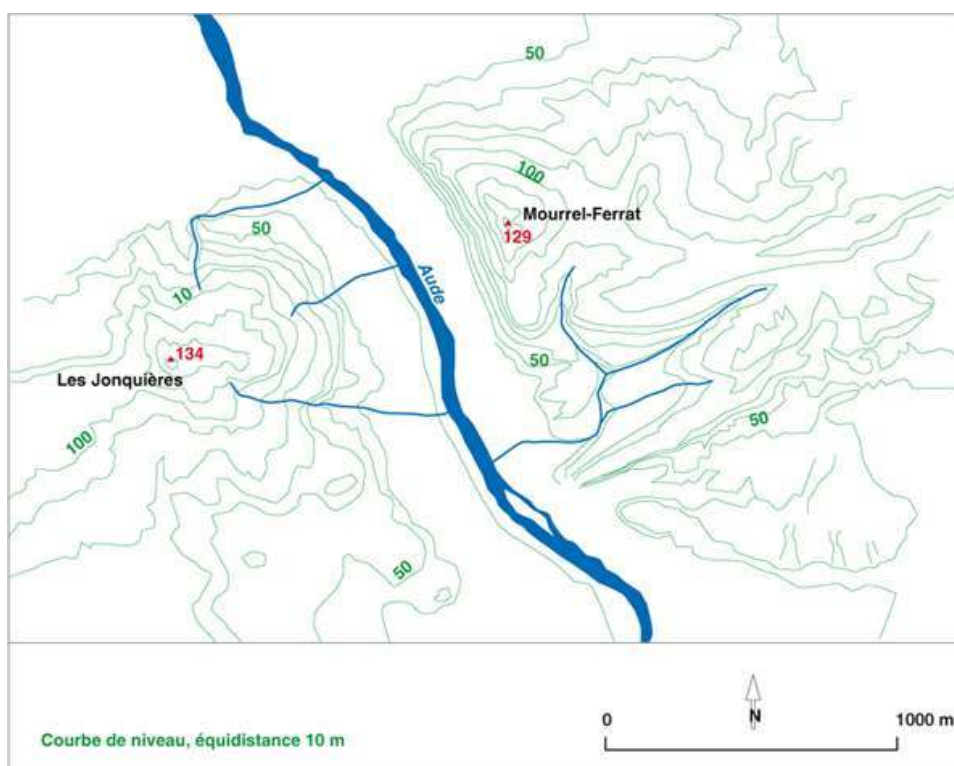 50
100
Mourrel-Ferrat
129
50
Aude
10
134
50
Les Jonquières
50
100
50
0
1000 m
N
Courbe de niveau, équidistance 10 m